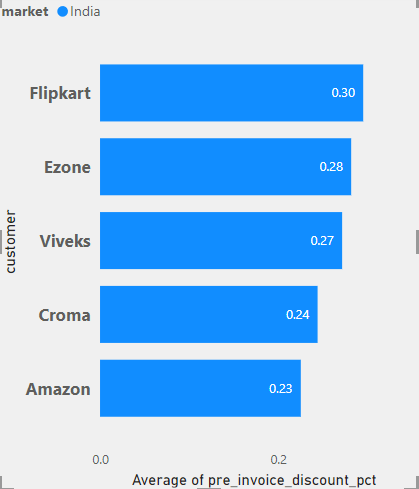 market India
Flipkart 0.30
Ezone 0.28
Viveks 0.27
Croma 0.24
Amazon 0.23
customer
0.0 0.2
Average of pre_invoice_discount_pct